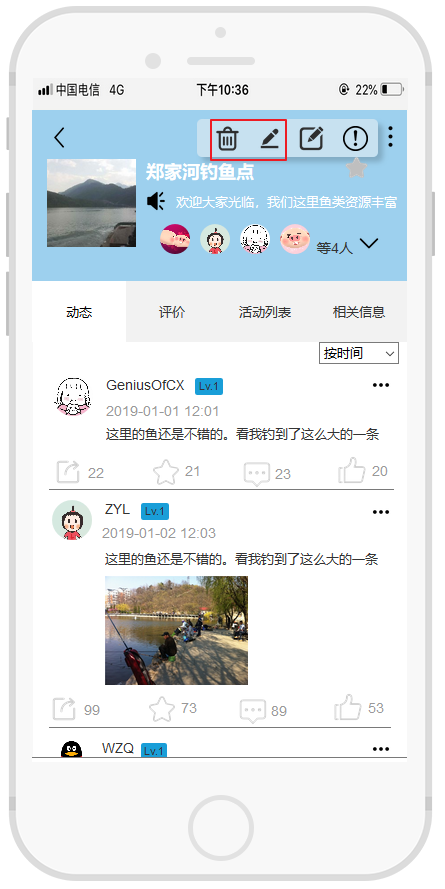 中国电信 4G 下午10:36 22%
郑家河钓鱼点
欢迎大家光临，我们这里鱼类资源丰富
等4人
动态 评价 活动列表 相关信息
按时间
GeniusOfCX Lv.1
2019-01-01 12:01
这里的鱼还是不错的。看我钓到了这么大的一条
22 21 23 20
ZYL Lv.1
2019-01-02 12:03
这里的鱼还是不错的。看我钓到了这么大的一条
99 73 89 53
WZQ Lv.1